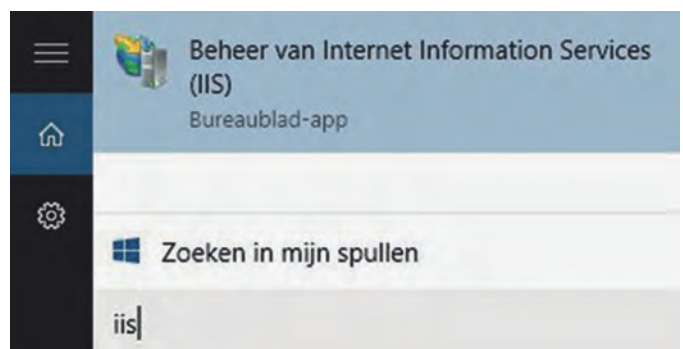 Beheer van Internet Information Services
(IIS)
Bureaublad-app
Zoeken in mijn spullen
iis